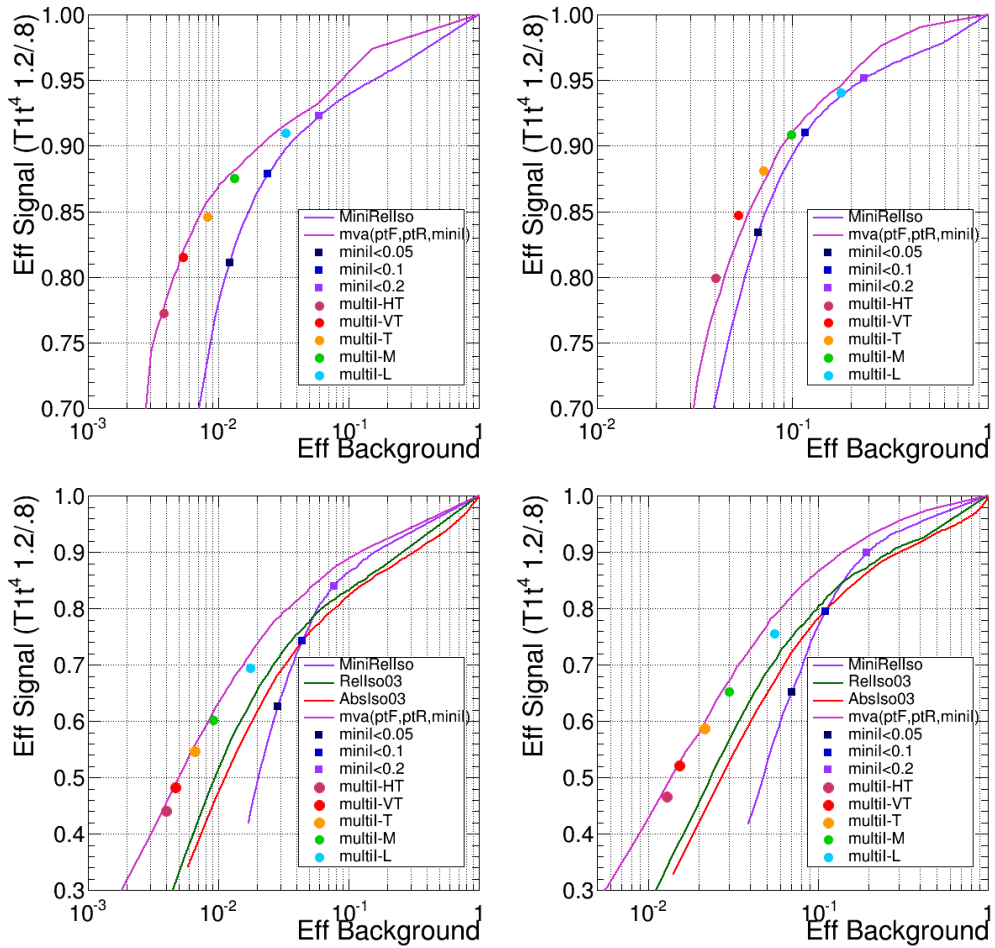 Eff Signal (T1t⁴ 1.2/.8)
1.00
0.95
0.90
0.85
0.80
0.75
0.70
MiniRelIso
mva(ptF,ptR,miniI)
miniI<0.05
miniI<0.1
miniI<0.2
multiI-HT
multiI-VT
multiI-T
multiI-M
multiI-L
10⁻³ 10⁻² 10⁻¹ 1
Eff Background
Eff Signal (T1t⁴ 1.2/.8)
1.00
0.95
0.90
0.85
0.80
0.75
0.70
MiniRelIso
mva(ptF,ptR,miniI)
miniI<0.05
miniI<0.1
miniI<0.2
multiI-HT
multiI-VT
multiI-T
multiI-M
multiI-L
10⁻² 10⁻¹ 1
Eff Background
Eff Signal (T1t⁴ 1.2/.8)
1.0
0.9
0.8
0.7
0.6
0.5
0.4
0.3
MiniRelIso
RelIso03
AbsIso03
mva(ptF,ptR,miniI)
miniI<0.05
miniI<0.1
miniI<0.2
multiI-HT
multiI-VT
multiI-T
multiI-M
multiI-L
10⁻³ 10⁻² 10⁻¹ 1
Eff Background
Eff Signal (T1t⁴ 1.2/.8)
1.0
0.9
0.8
0.7
0.6
0.5
0.4
0.3
MiniRelIso
RelIso03
AbsIso03
mva(ptF,ptR,miniI)
miniI<0.05
miniI<0.1
miniI<0.2
multiI-HT
multiI-VT
multiI-T
multiI-M
multiI-L
10⁻² 10⁻¹ 1
Eff Background